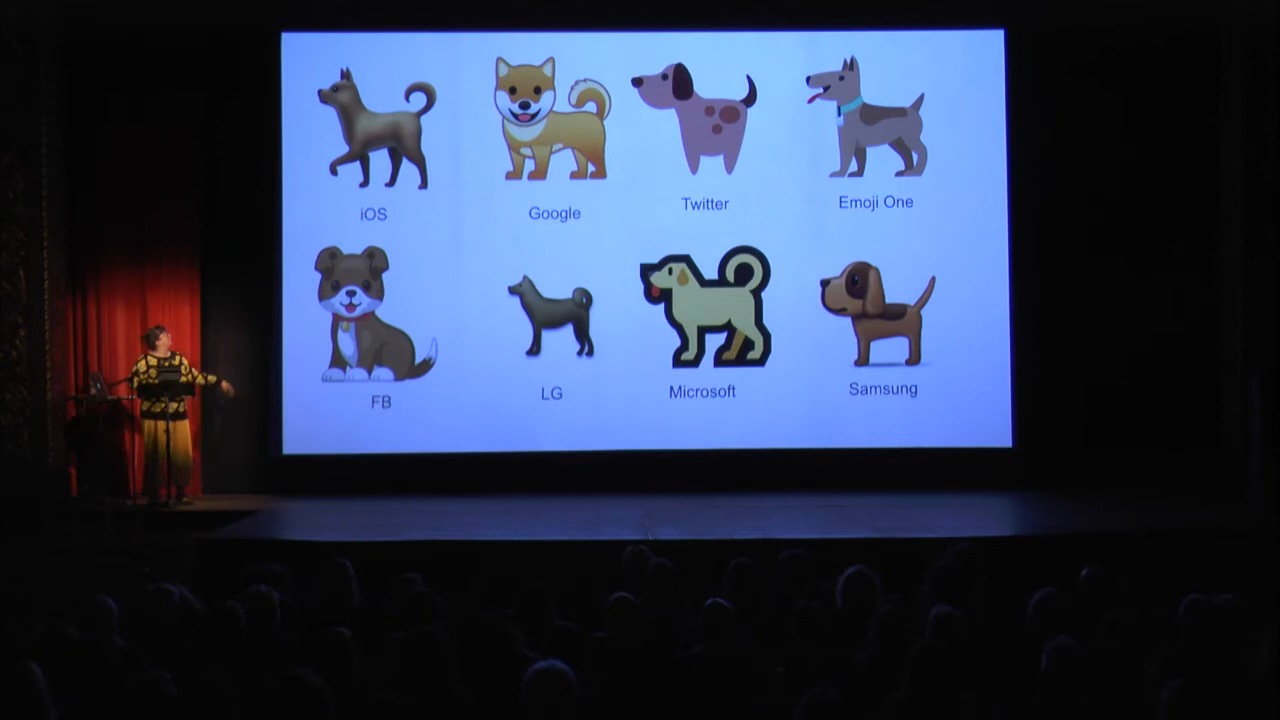 iOS
Google
Twitter
Emoji One
FB
LG
Microsoft
Samsung